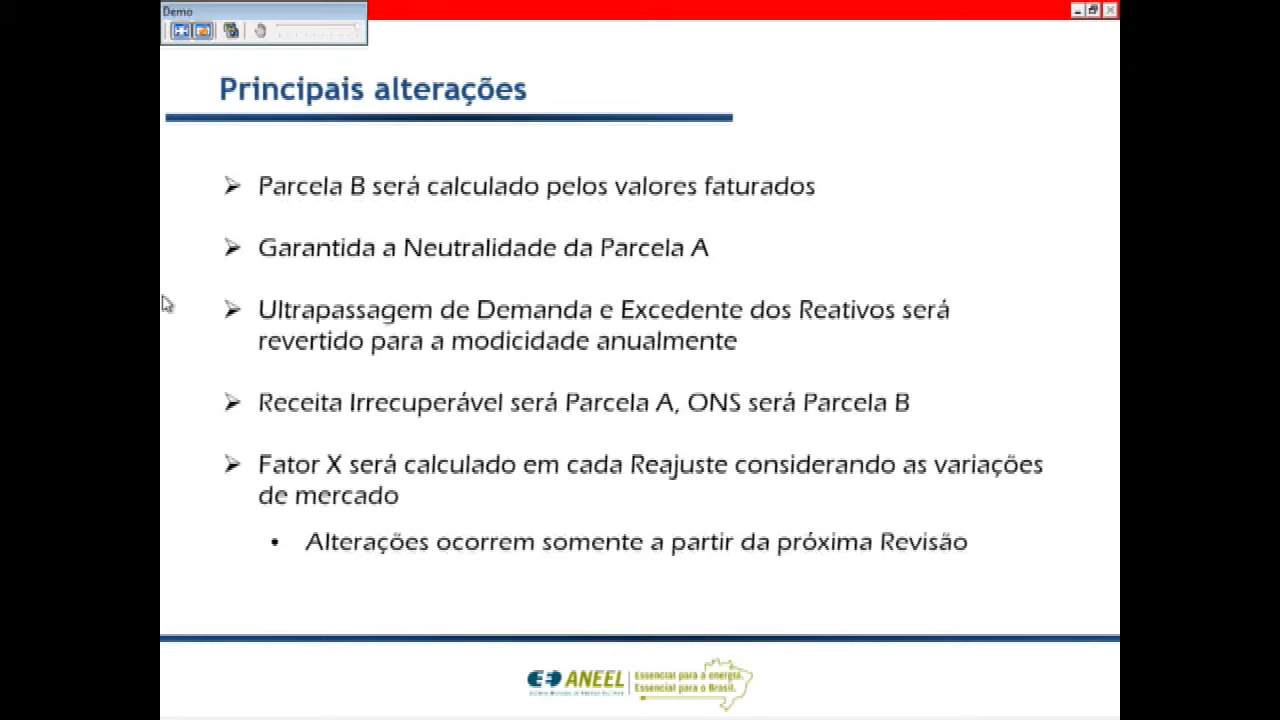 Demo
Principais alterações
➢ Parcela B será calculado pelos valores faturados
➢ Garantida a Neutralidade da Parcela A
➢ Ultrapassagem de Demanda e Excedente dos Reativos será
revertido para a modicidade anualmente
➢ Receita Irrecuperável será Parcela A, ONS será Parcela B
➢ Fator X será calculado em cada Reajuste considerando as variações
de mercado
• Alterações ocorrem somente a partir da próxima Revisão
ANEEL
Essencial para a energia.
Essencial para o Brasil.